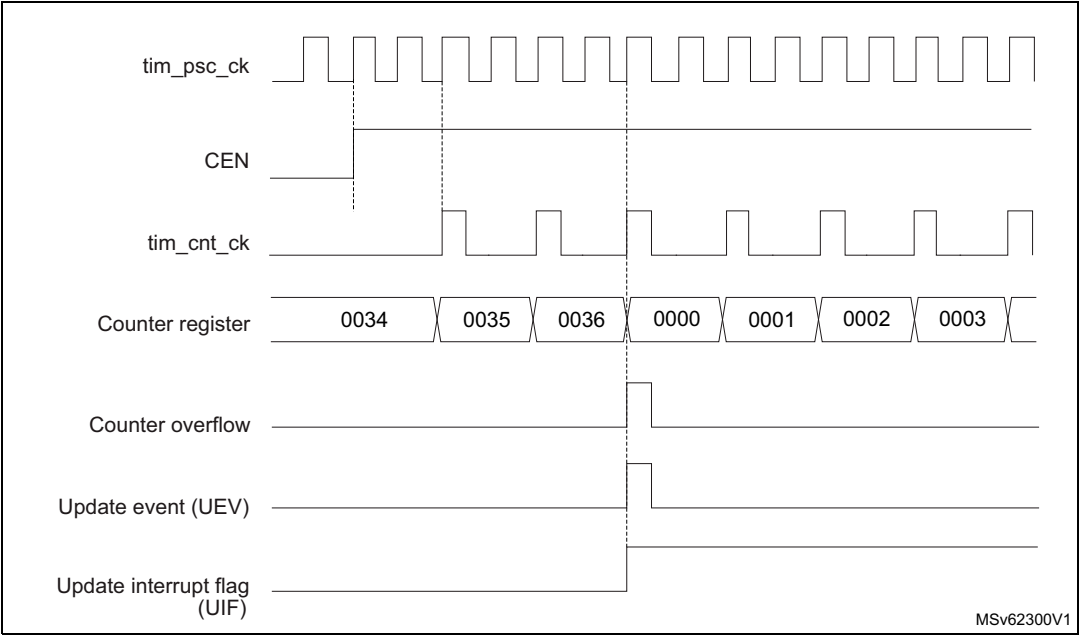 tim_psc_ck
CEN
tim_cnt_ck
Counter register
0034
0035
0036
0000
0001
0002
0003
Counter overflow
Update event (UEV)
Update interrupt flag
(UIF)
MSv62300V1